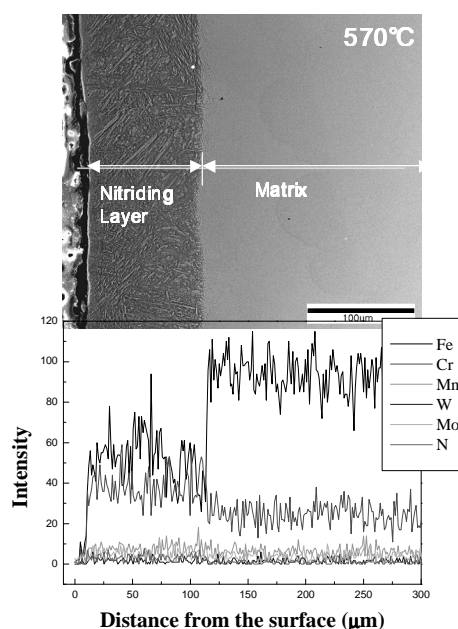 570℃
Nitriding
Layer
Matrix
100μm
120
100
80
60
40
20
0
Intensity
Fe
Cr
Mn
W
Mo
N
0 50 100 150 200 250 300
Distance from the surface (μm)